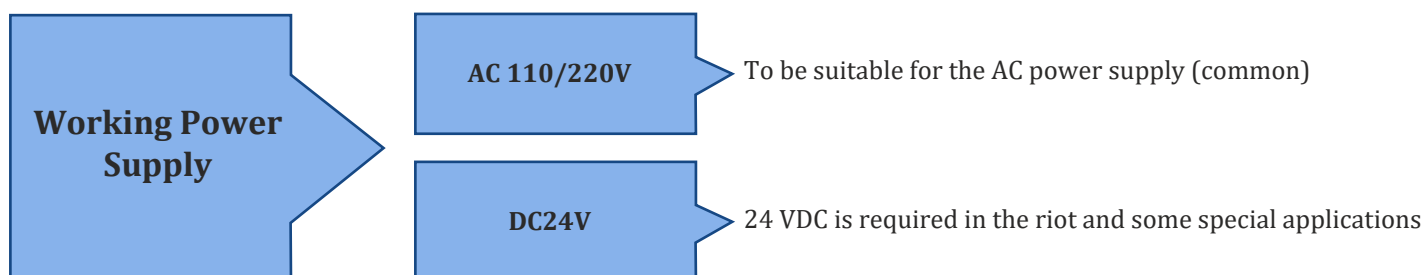 Working Power
Supply
AC 110/220V
To be suitable for the AC power supply (common)
DC24V
24 VDC is required in the riot and some special applications